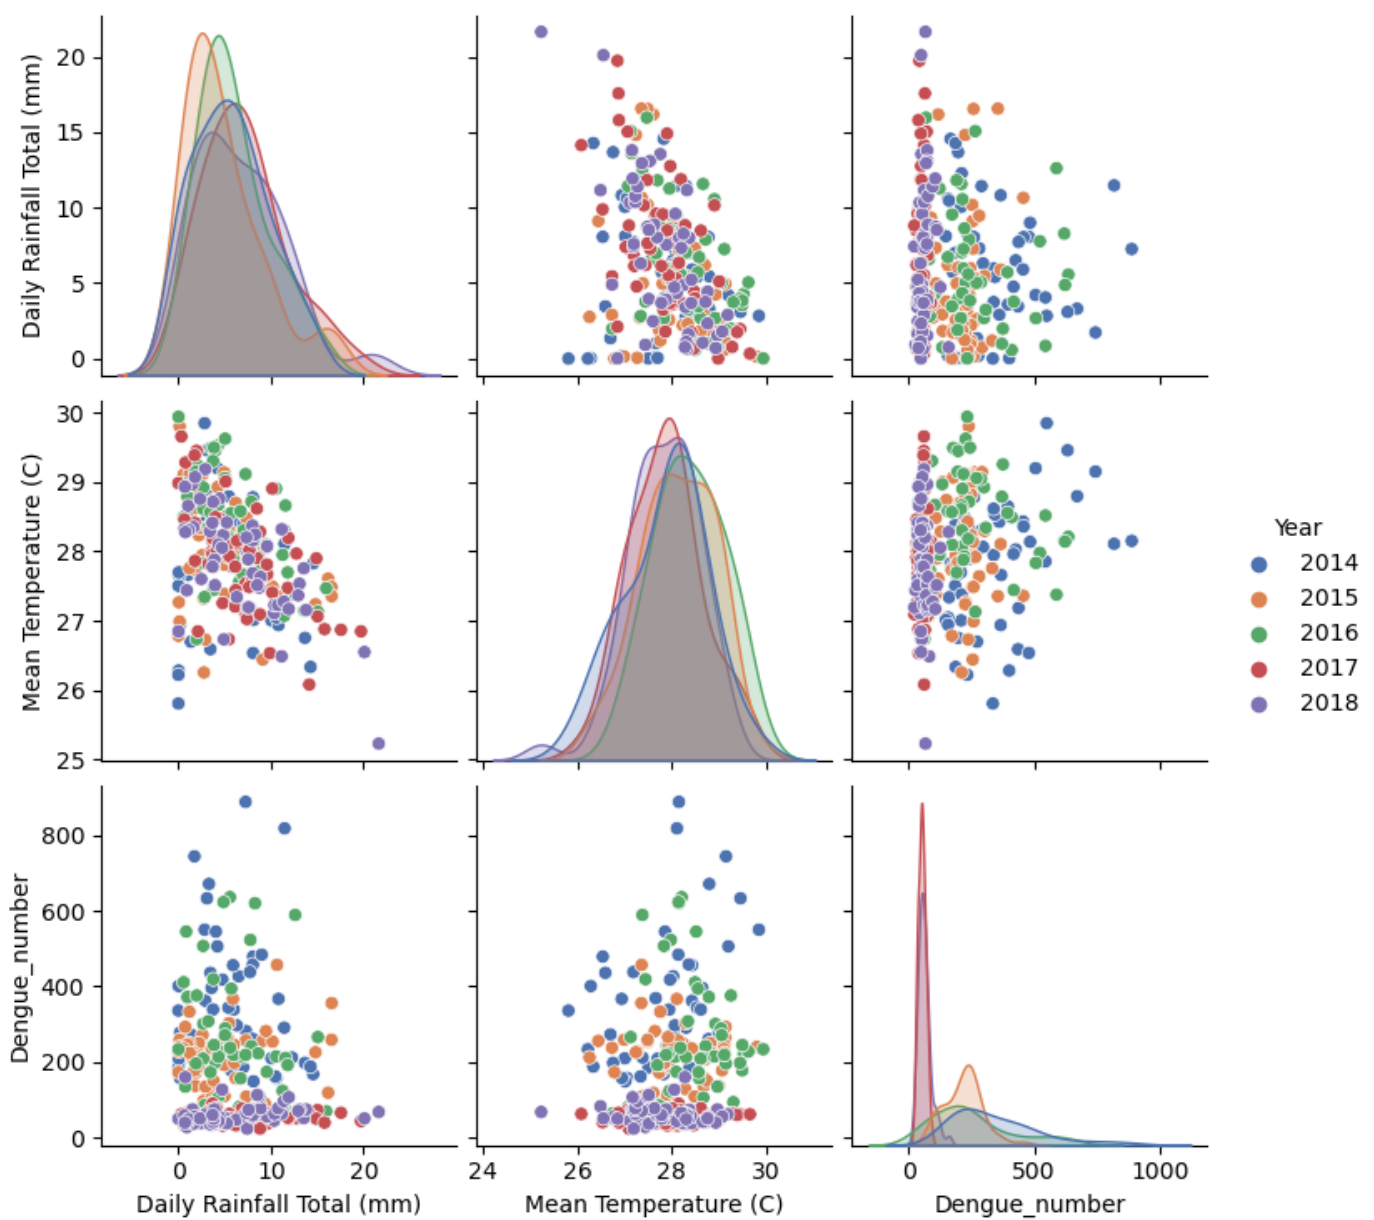 Daily Rainfall Total (mm)
20
15
10
5
0
Mean Temperature (C)
30
29
28
27
26
25
Dengue_number
800
600
400
200
0
0 10 20
Daily Rainfall Total (mm)
24 26 28 30
Mean Temperature (C)
0 500 1000
Dengue_number
Year
2014
2015
2016
2017
2018